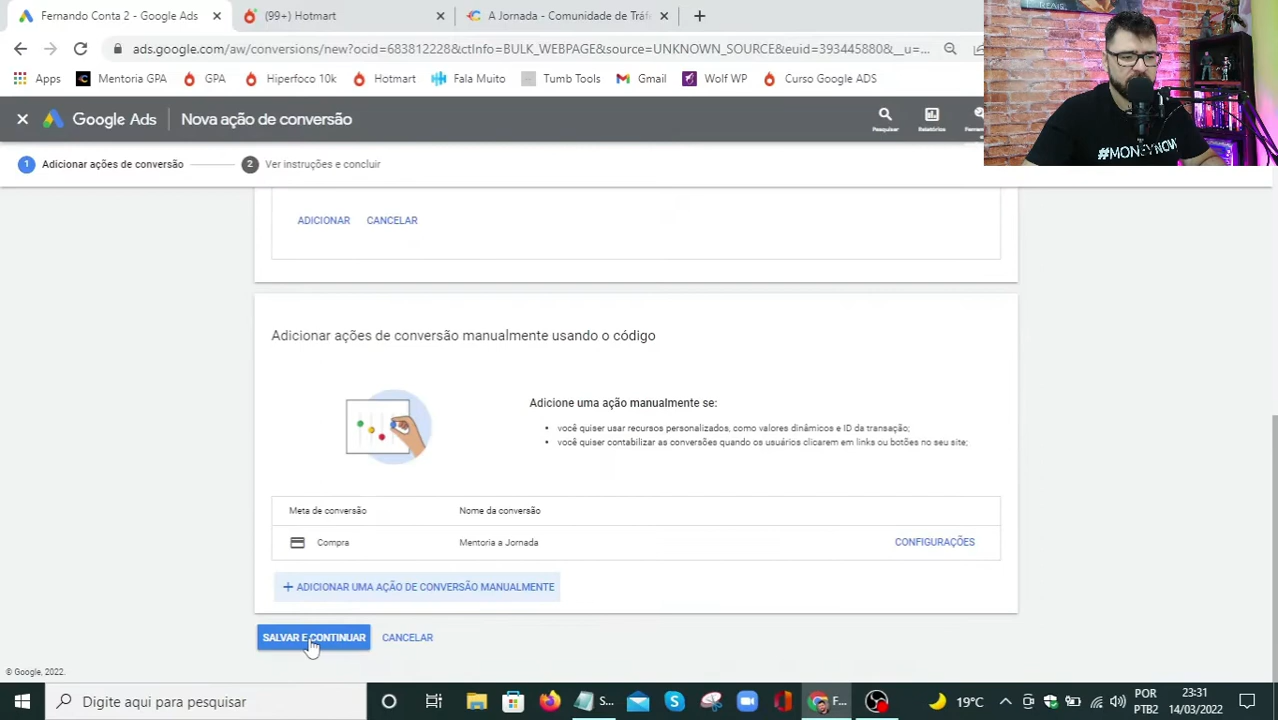 Fernando Conta 2 - Google Ads
(99+) Hotmart
A Jornada - Comunidade de Tráfe
ads.google.com/aw/conversions/new?ocid=693812228&ctInfo=BULK_WEBPAGE&source=UNKNOWN_SOURCE&euid=393445880&__u=...
Apps
Mentoria GPA
GPA
Hiperfoco 10k
Hotmart
Fala Muito
Tumb Tools
Gmail
Wolf WP
Curso Google ADS
Google Ads
Nova ação de conversão
Pesquisar
Relatórios
#MONEYNOW
1 Adicionar ações de conversão
2 Ver instruções e concluir
ADICIONAR
CANCELAR
Adicionar ações de conversão manualmente usando o código
Adicione uma ação manualmente se:
• você quiser usar recursos personalizados, como valores dinâmicos e ID da transação;
• você quiser contabilizar as conversões quando os usuários clicarem em links ou botões no seu site;
Meta de conversão
Nome da conversão
Compra
Mentoria a Jornada
CONFIGURAÇÕES
+ ADICIONAR UMA AÇÃO DE CONVERSÃO MANUALMENTE
SALVAR E CONTINUAR
CANCELAR
© Google, 2022.
Digite aqui para pesquisar
S...
F...
19°C
POR
PTB2
23:31
14/03/2022